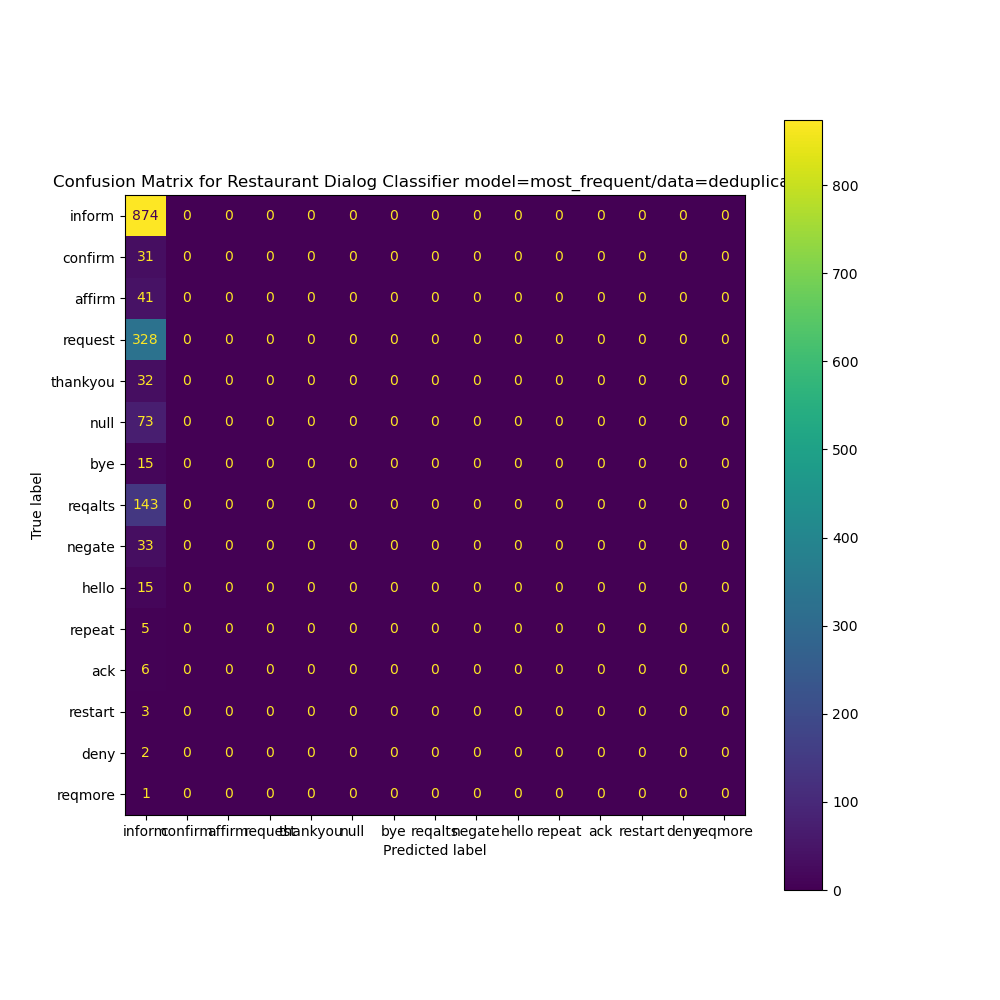 Confusion Matrix for Restaurant Dialog Classifier model=most_frequent/data=deduplica
inform 874 0 0 0 0 0 0 0 0 0 0 0 0 0 0
confirm 31 0 0 0 0 0 0 0 0 0 0 0 0 0 0
affirm 41 0 0 0 0 0 0 0 0 0 0 0 0 0 0
request 328 0 0 0 0 0 0 0 0 0 0 0 0 0 0
thankyou 32 0 0 0 0 0 0 0 0 0 0 0 0 0 0
null 73 0 0 0 0 0 0 0 0 0 0 0 0 0 0
bye 15 0 0 0 0 0 0 0 0 0 0 0 0 0 0
reqalts 143 0 0 0 0 0 0 0 0 0 0 0 0 0 0
negate 33 0 0 0 0 0 0 0 0 0 0 0 0 0 0
hello 15 0 0 0 0 0 0 0 0 0 0 0 0 0 0
repeat 5 0 0 0 0 0 0 0 0 0 0 0 0 0 0
ack 6 0 0 0 0 0 0 0 0 0 0 0 0 0 0
restart 3 0 0 0 0 0 0 0 0 0 0 0 0 0 0
deny 2 0 0 0 0 0 0 0 0 0 0 0 0 0 0
reqmore 1 0 0 0 0 0 0 0 0 0 0 0 0 0 0
inform confirm affirm request thankyou null bye reqalts negate hello repeat ack restart deny reqmore
Predicted label
True label
800
700
600
500
400
300
200
100
0